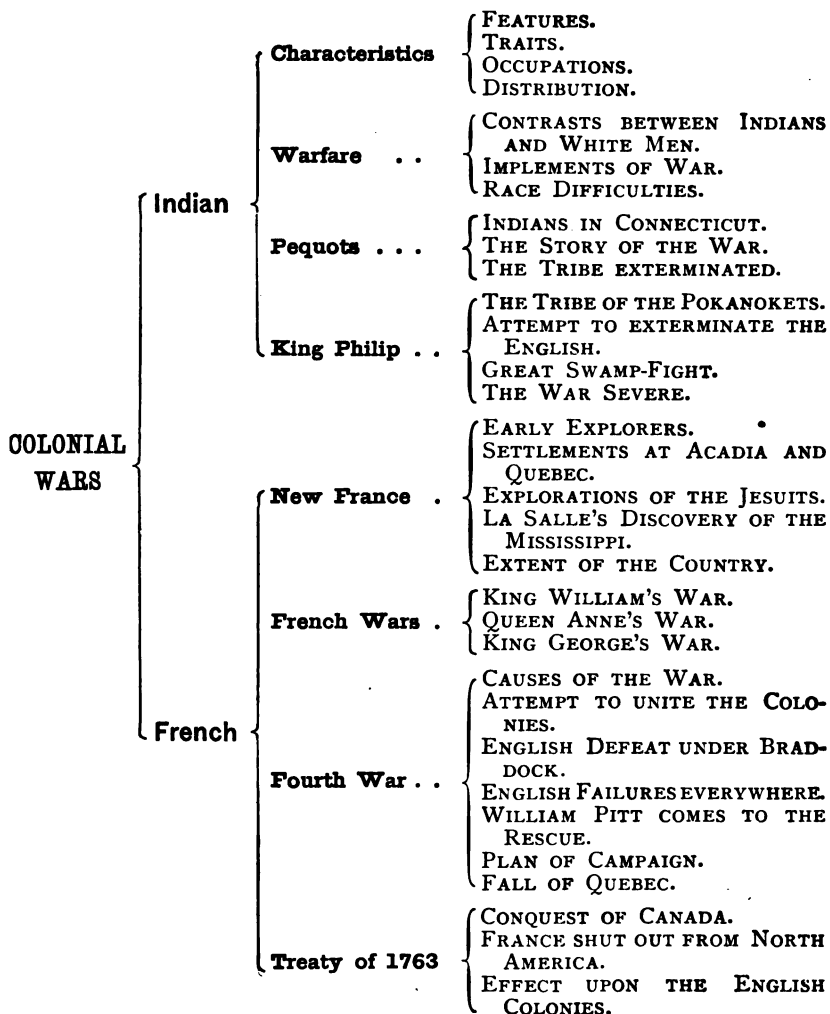 COLONIAL
WARS
Indian
Characteristics
FEATURES.
TRAITS.
OCCUPATIONS.
DISTRIBUTION.
Warfare . .
CONTRASTS BETWEEN INDIANS
AND WHITE MEN.
IMPLEMENTS OF WAR.
RACE DIFFICULTIES.
Pequots . . .
INDIANS IN CONNECTICUT.
THE STORY OF THE WAR.
THE TRIBE EXTERMINATED.
King Philip . .
THE TRIBE OF THE POKANOKETS.
ATTEMPT TO EXTERMINATE THE
ENGLISH.
GREAT SWAMP-FIGHT.
THE WAR SEVERE.
French
New France .
EARLY EXPLORERS.
SETTLEMENTS AT ACADIA AND
QUEBEC.
EXPLORATIONS OF THE JESUITS.
LA SALLE'S DISCOVERY OF THE
MISSISSIPPI.
EXTENT OF THE COUNTRY.
French Wars .
KING WILLIAM'S WAR.
QUEEN ANNE'S WAR.
KING GEORGE'S WAR.
Fourth War . .
CAUSES OF THE WAR.
ATTEMPT TO UNITE THE COLO-
NIES.
ENGLISH DEFEAT UNDER BRAD-
DOCK.
ENGLISH FAILURES EVERYWHERE.
WILLIAM PITT COMES TO THE
RESCUE.
PLAN OF CAMPAIGN.
FALL OF QUEBEC.
Treaty of 1763
CONQUEST OF CANADA.
FRANCE SHUT OUT FROM NORTH
AMERICA.
EFFECT UPON THE ENGLISH
COLONIES.